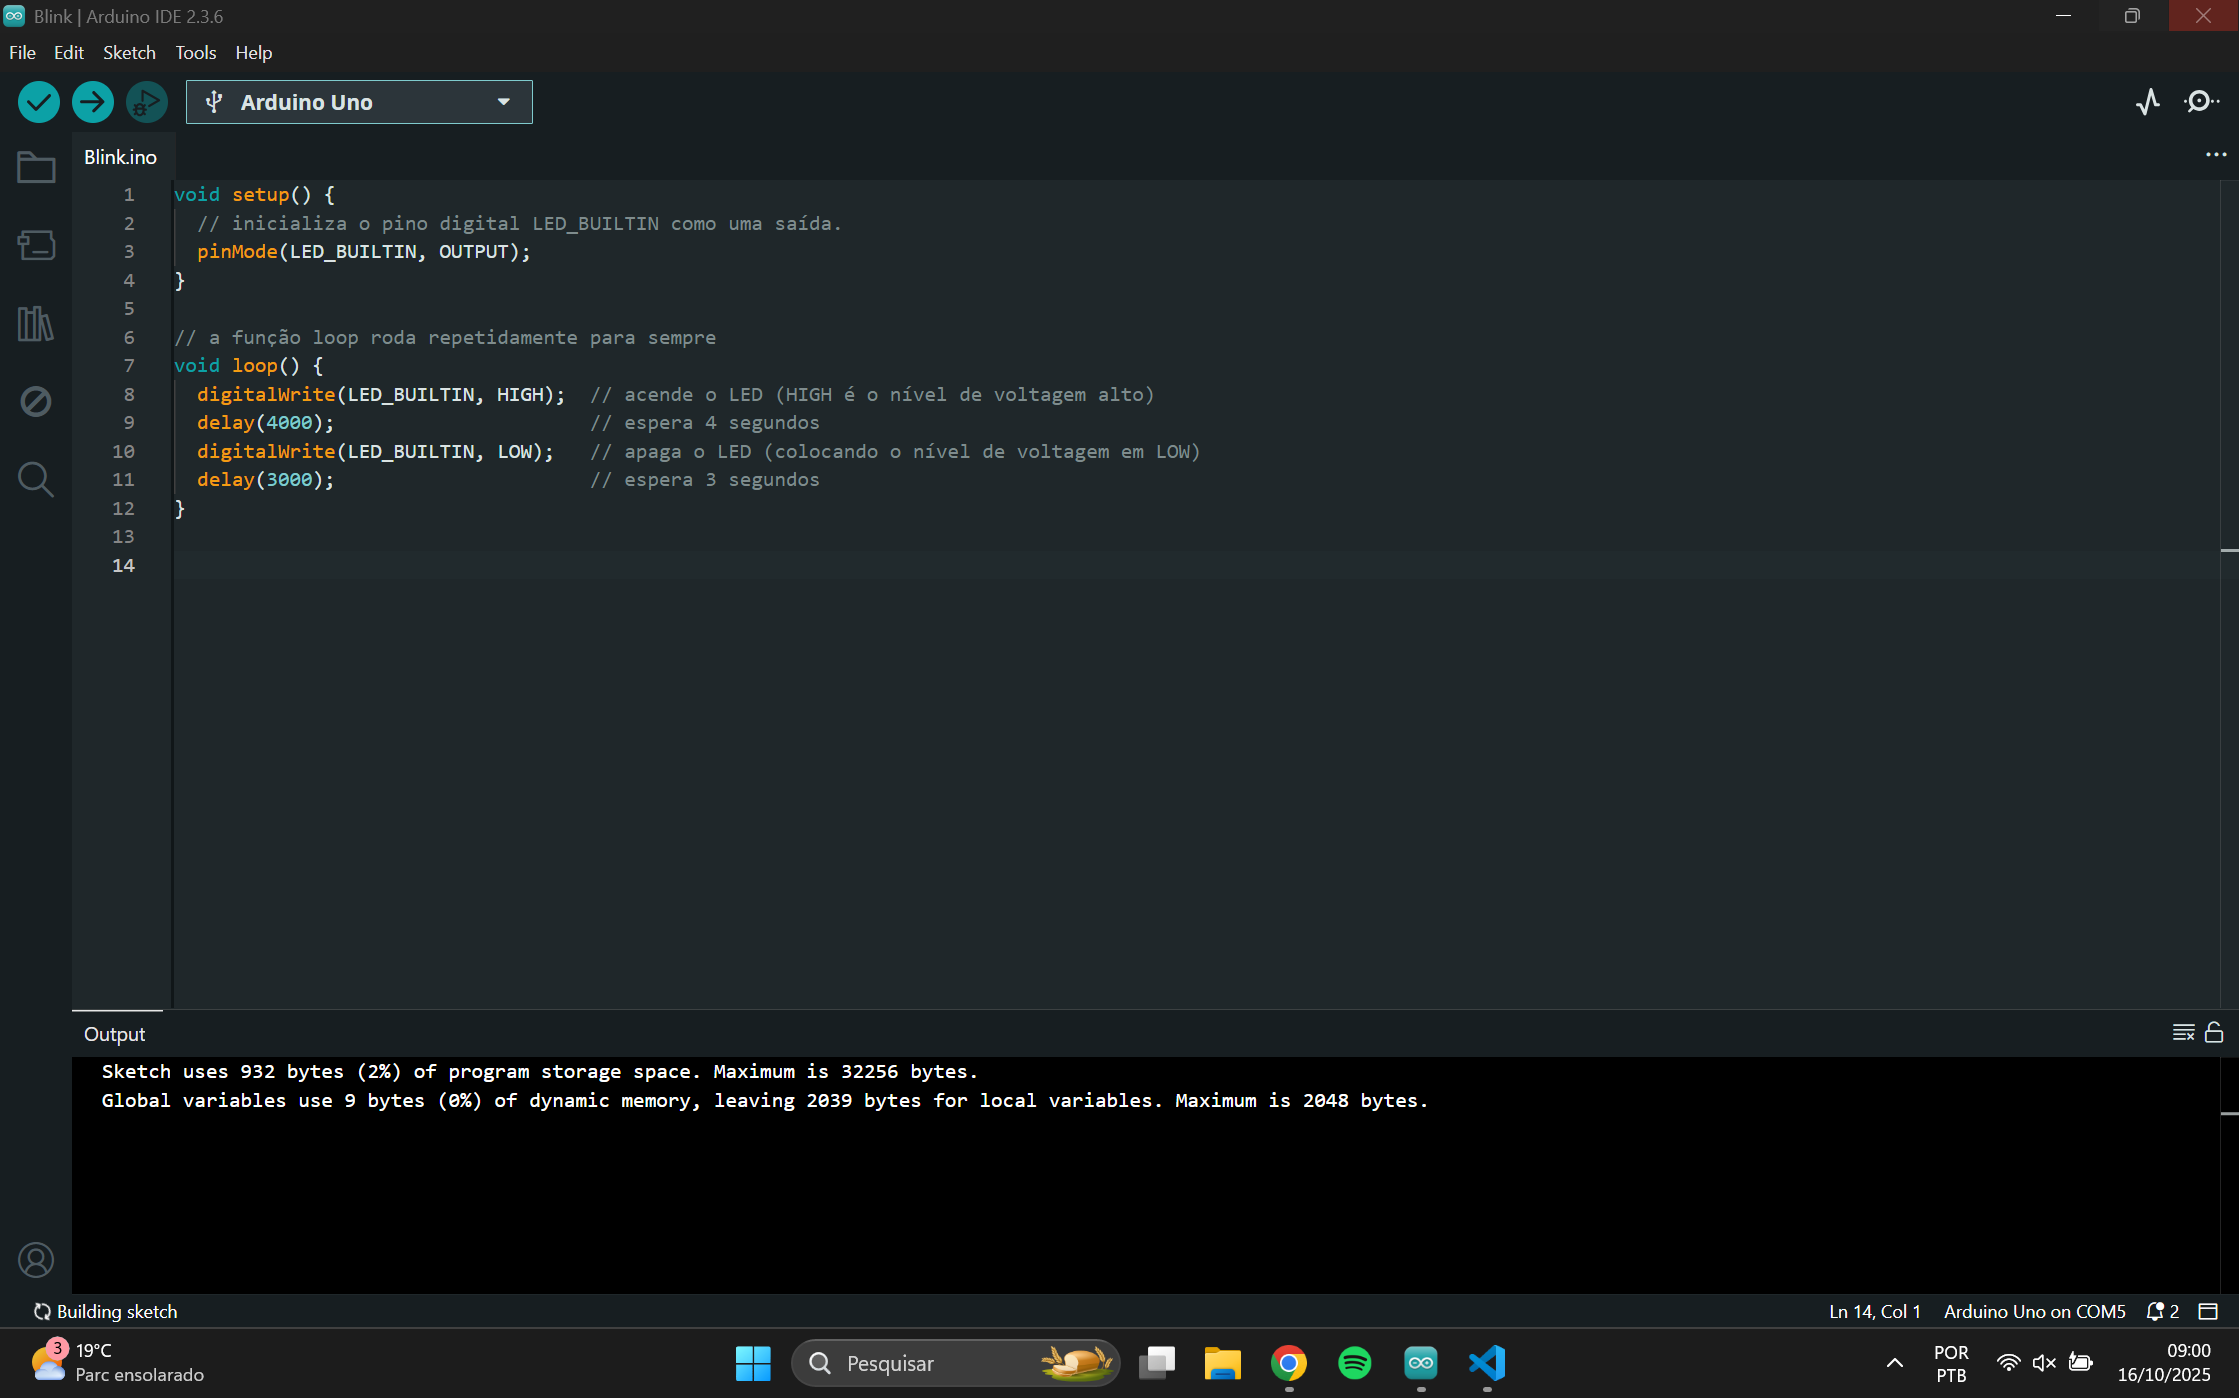 Blink | Arduino IDE 2.3.6
File Edit Sketch Tools Help
Arduino Uno
Blink.ino
1 void setup() {
2 // inicializa o pino digital LED_BUILTIN como uma saída.
3 pinMode(LED_BUILTIN, OUTPUT);
4 }
5
6 // a função loop roda repetidamente para sempre
7 void loop() {
8 digitalWrite(LED_BUILTIN, HIGH); // acende o LED (HIGH é o nível de voltagem alto)
9 delay(4000); // espera 4 segundos
10 digitalWrite(LED_BUILTIN, LOW); // apaga o LED (colocando o nível de voltagem em LOW)
11 delay(3000); // espera 3 segundos
12 }
13
14
Output
Sketch uses 932 bytes (2%) of program storage space. Maximum is 32256 bytes.
Global variables use 9 bytes (0%) of dynamic memory, leaving 2039 bytes for local variables. Maximum is 2048 bytes.
Building sketch Ln 14, Col 1 Arduino Uno on COM5 2
3 19°C
Parc ensolarado
Pesquisar
POR
PTB
09:00
16/10/2025